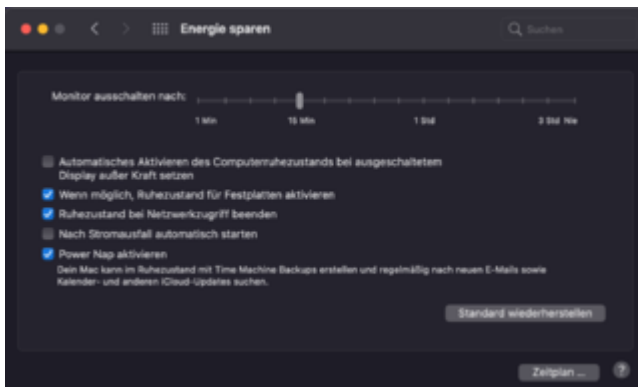 Energie sparen
Suchen
Monitor ausschalten nach:
1 Min 15 Min 1 Std 3 Std Nie
Automatisches Aktivieren des Computerruhezustands bei ausgeschaltetem
Display außer Kraft setzen
Wenn möglich, Ruhezustand für Festplatten aktivieren
Ruhezustand bei Netzwerkzugriff beenden
Nach Stromausfall automatisch starten
Power Nap aktivieren
Dein Mac kann im Ruhezustand mit Time Machine Backups erstellen und regelmäßig nach neuen E-Mails sowie
Kalender- und anderen iCloud-Updates suchen.
Standard wiederherstellen
Zeitplan ... ?